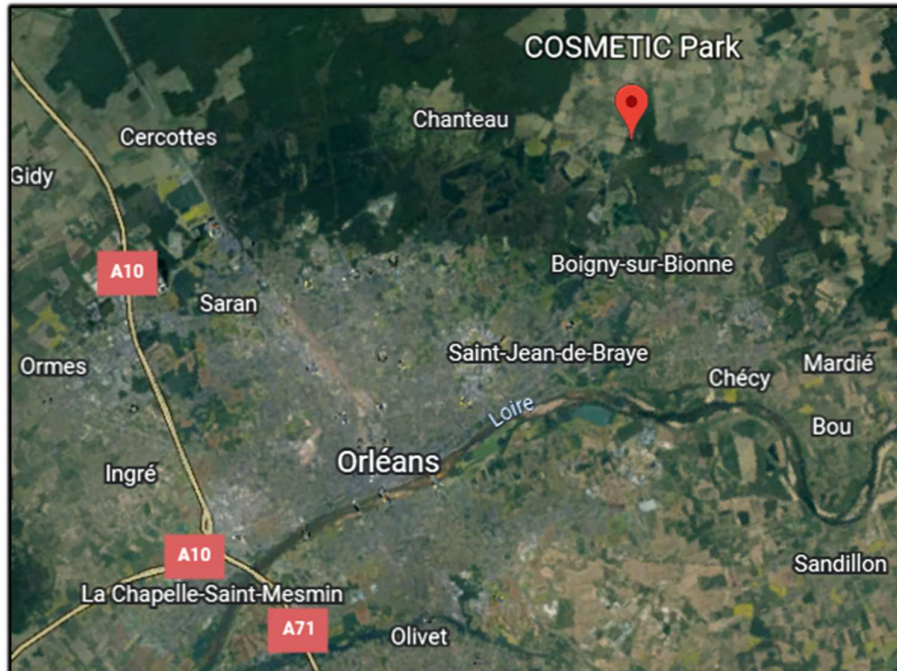 COSMETIC Park
Chanteau
Cercottes
Gidy
Boigny-sur-Bionne
A10
Saran
Saint-Jean-de-Braye
Ormes
Mardié
Chécy
Loire
Bou
Orléans
Ingré
A10
Sandillon
La Chapelle-Saint-Mesmin
A71
Olivet